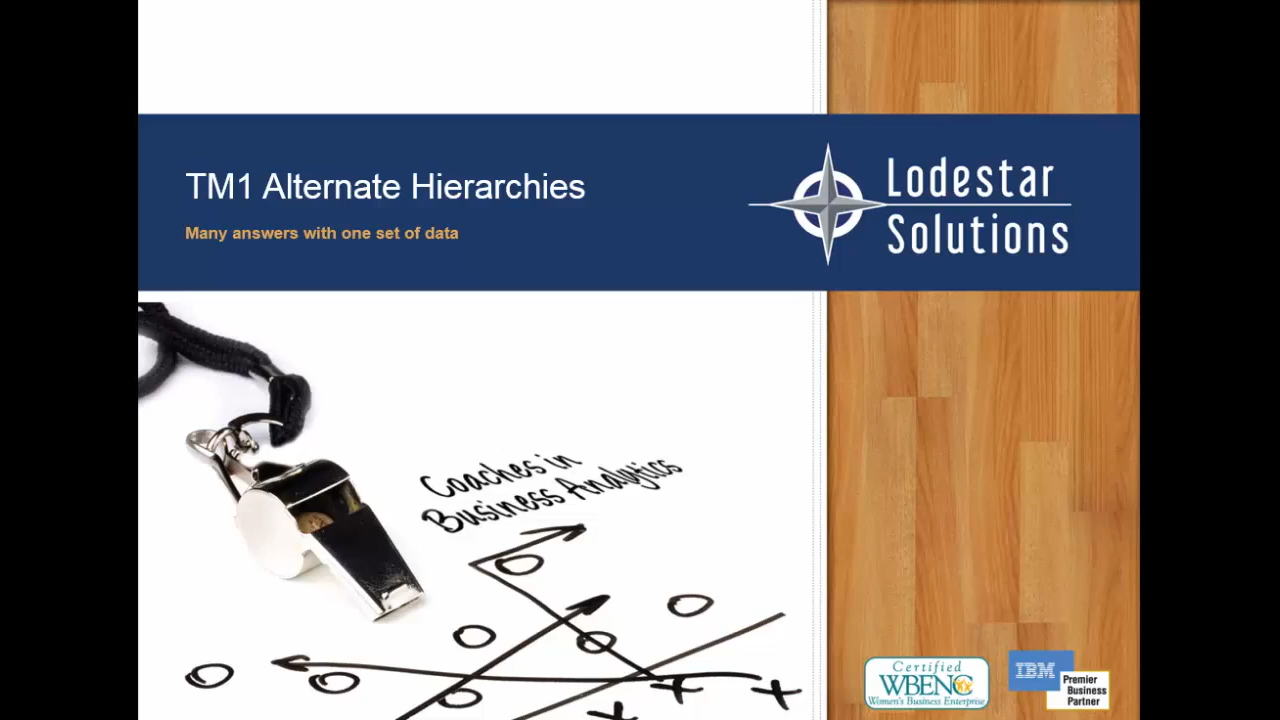 TM1 Alternate Hierarchies
Many answers with one set of data
Lodestar
Solutions
Coaches in
Business Analytics
Certified
WBENC
Women's Business Enterprise
IBM
Premier
Business
Partner